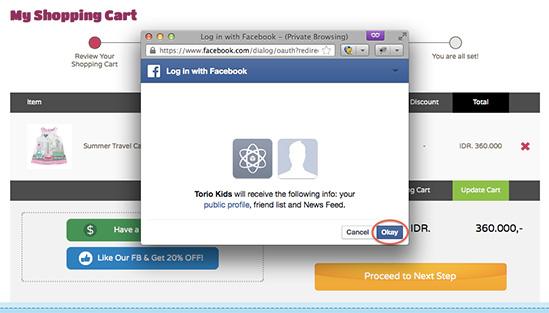 My Shopping Cart
Log in with Facebook – (Private Browsing)
https://www.facebook.com/dialog/oauth?redire
Log in with Facebook
Review Your
Shopping Cart
You are all set!
Item
Discount
Total
Summer Travel Ca
-
IDR. 360.000
Torio Kids will receive the following info: your
public profile, friend list and News Feed.
Cancel
Okay
ng Cart
Update Cart
$ Have a
IDR.
360.000,-
Like Our FB & Get 20% OFF!
Proceed to Next Step